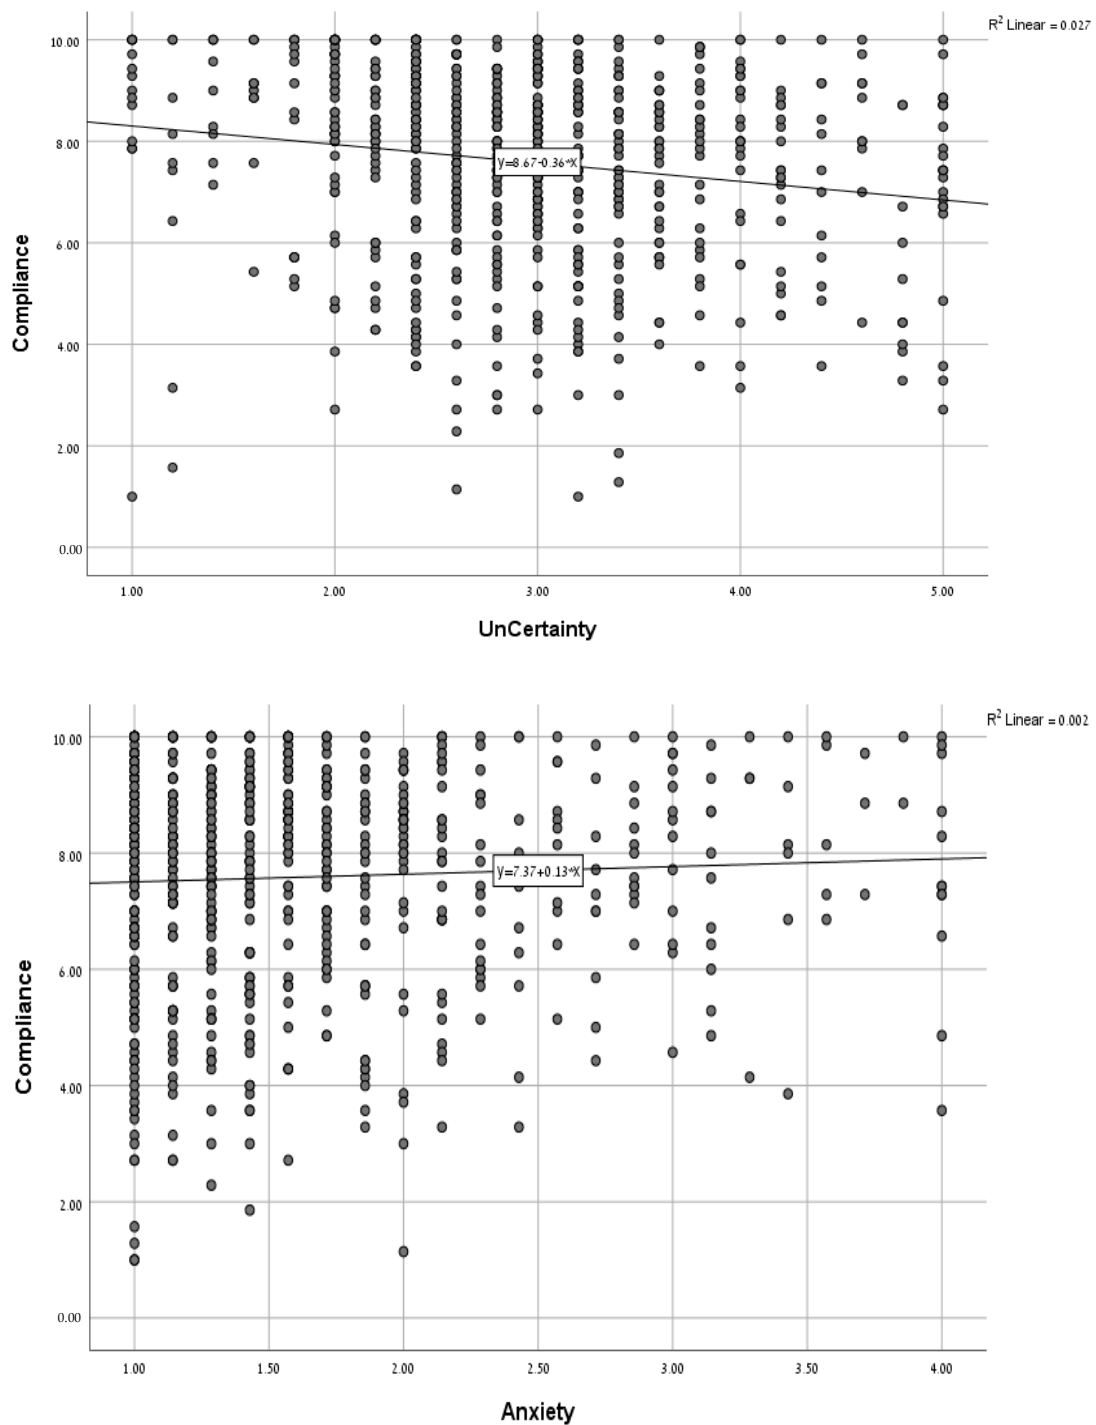 R² Linear = 0.027
10.00
8.00
y=8.67-0.36*x
6.00
Compliance
4.00
2.00
0.00
1.00 2.00 3.00 4.00 5.00
UnCertainty
R² Linear = 0.002
10.00
8.00
y=7.37+0.13*x
6.00
Compliance
4.00
2.00
0.00
1.00 1.50 2.00 2.50 3.00 3.50 4.00
Anxiety